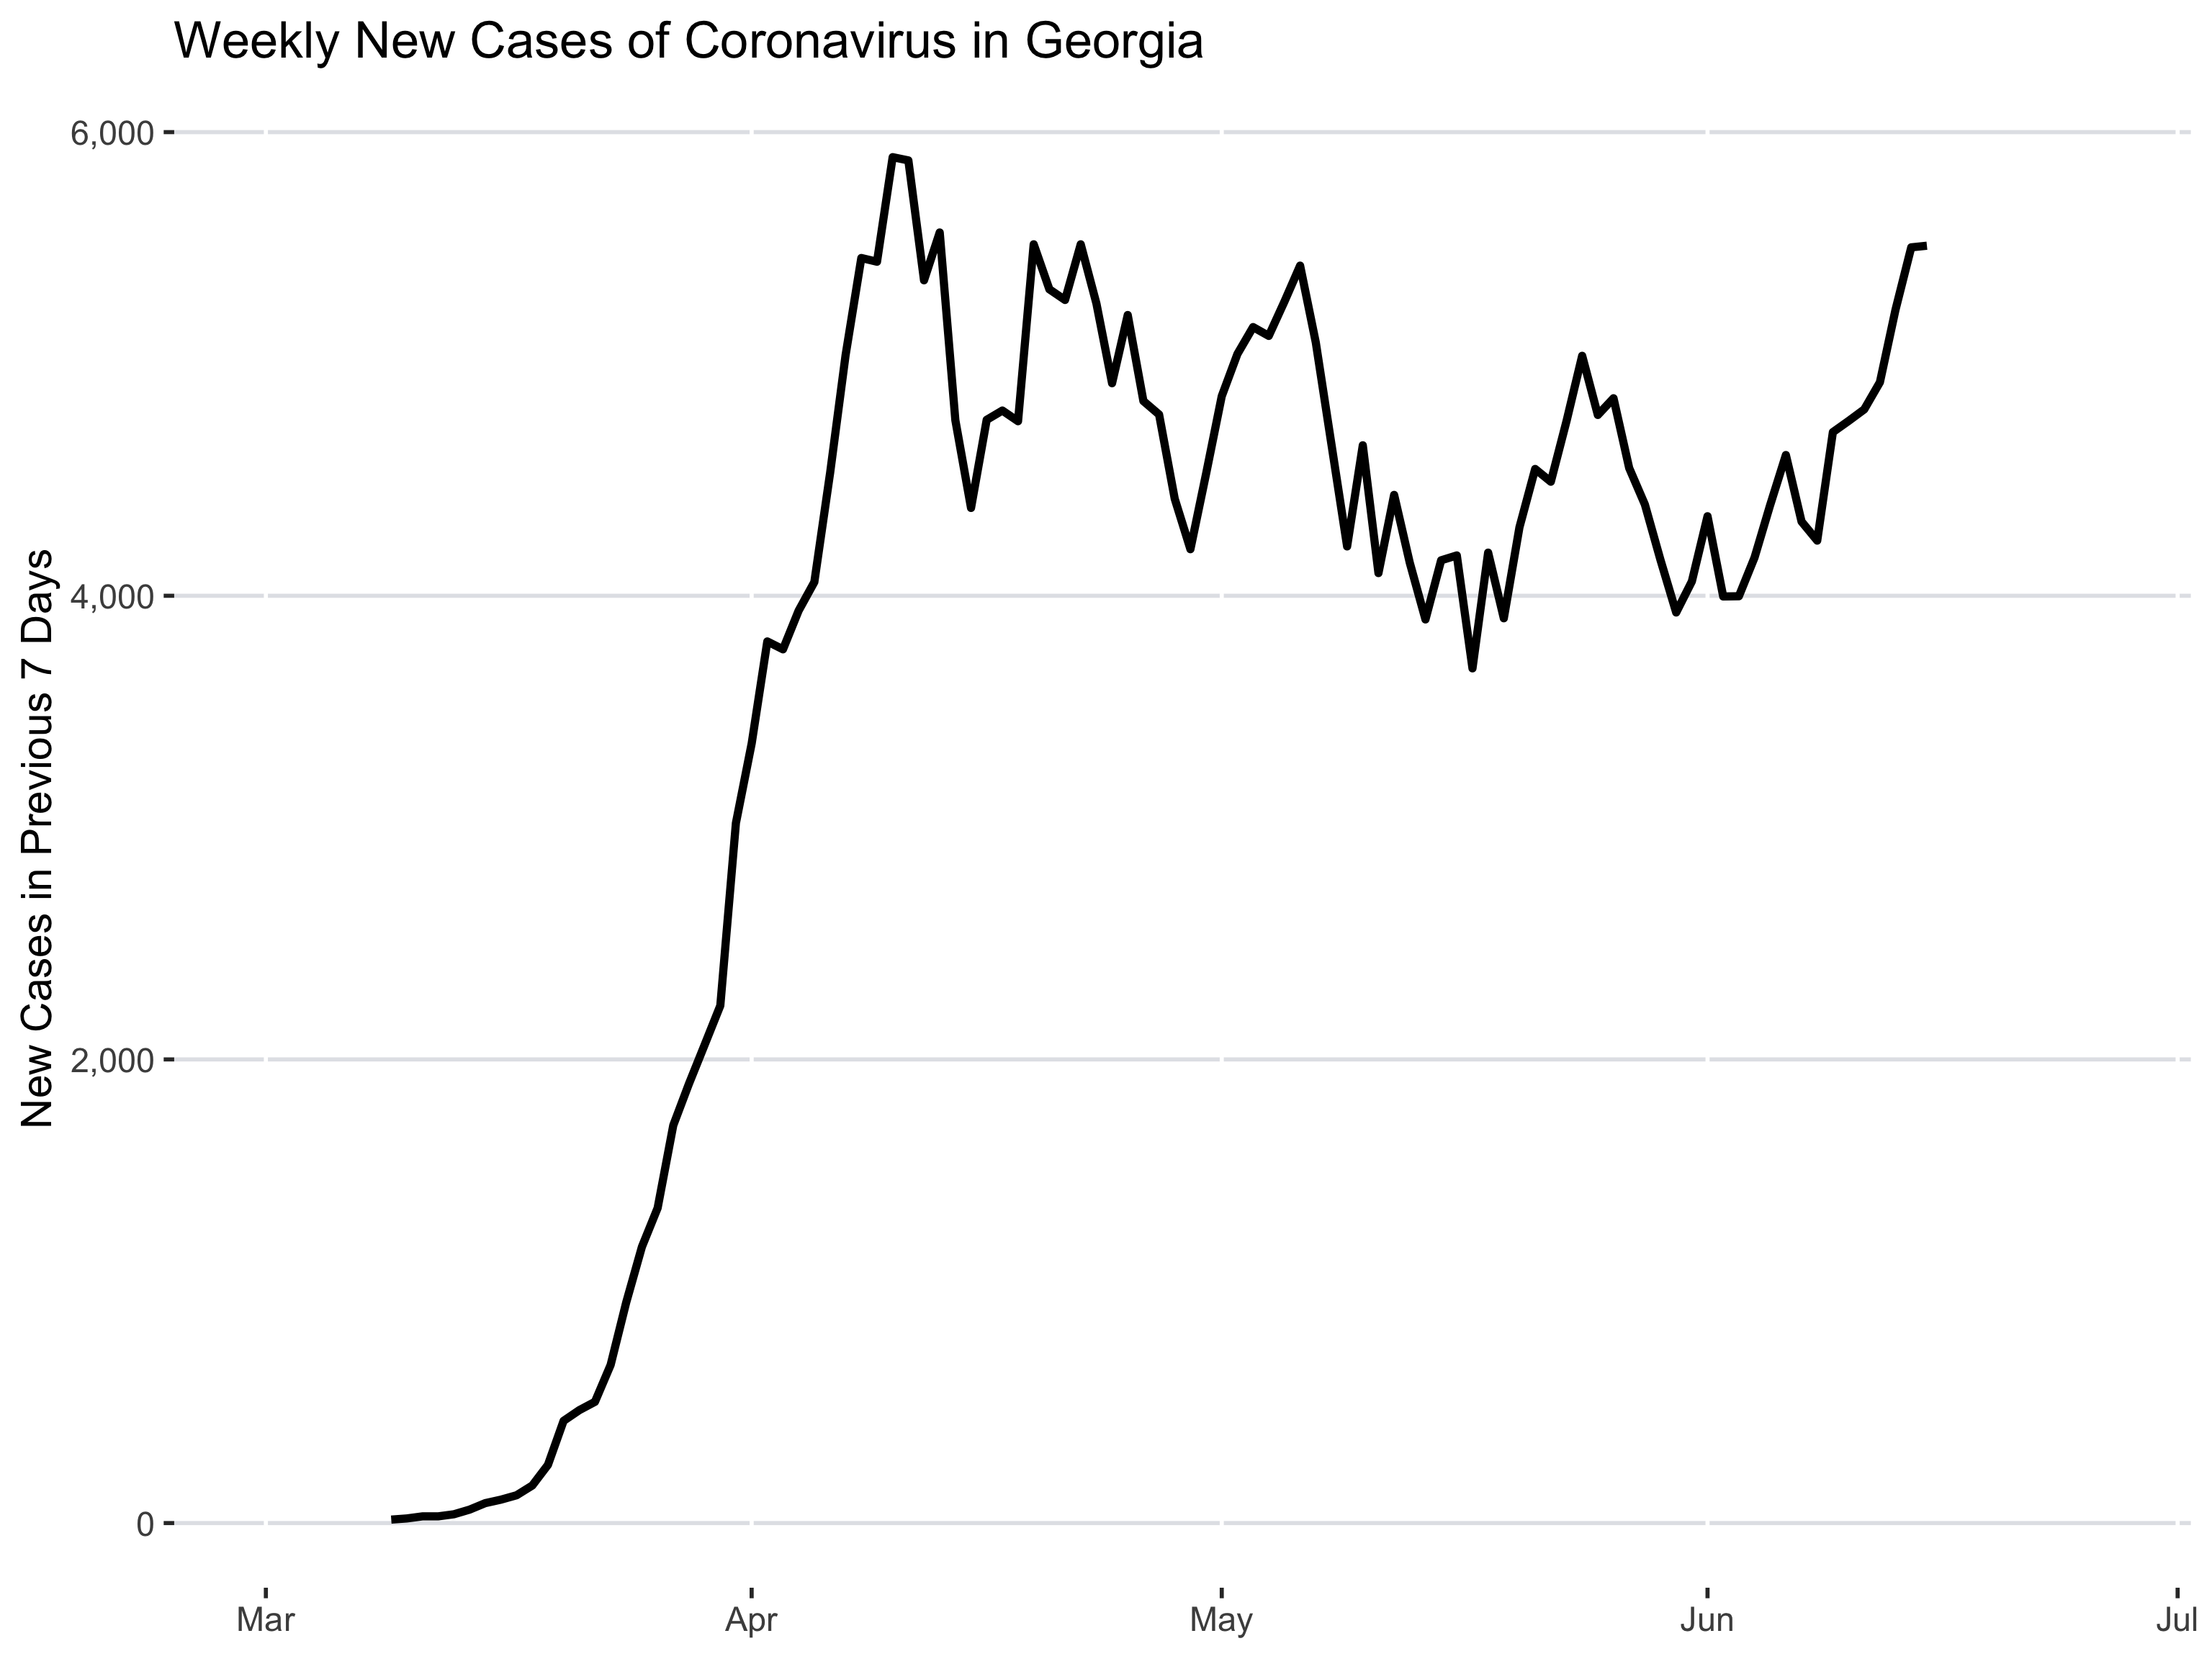 Weekly New Cases of Coronavirus in Georgia
New Cases in Previous 7 Days
6,000
4,000
2,000
0
Mar
Apr
May
Jun
Jul